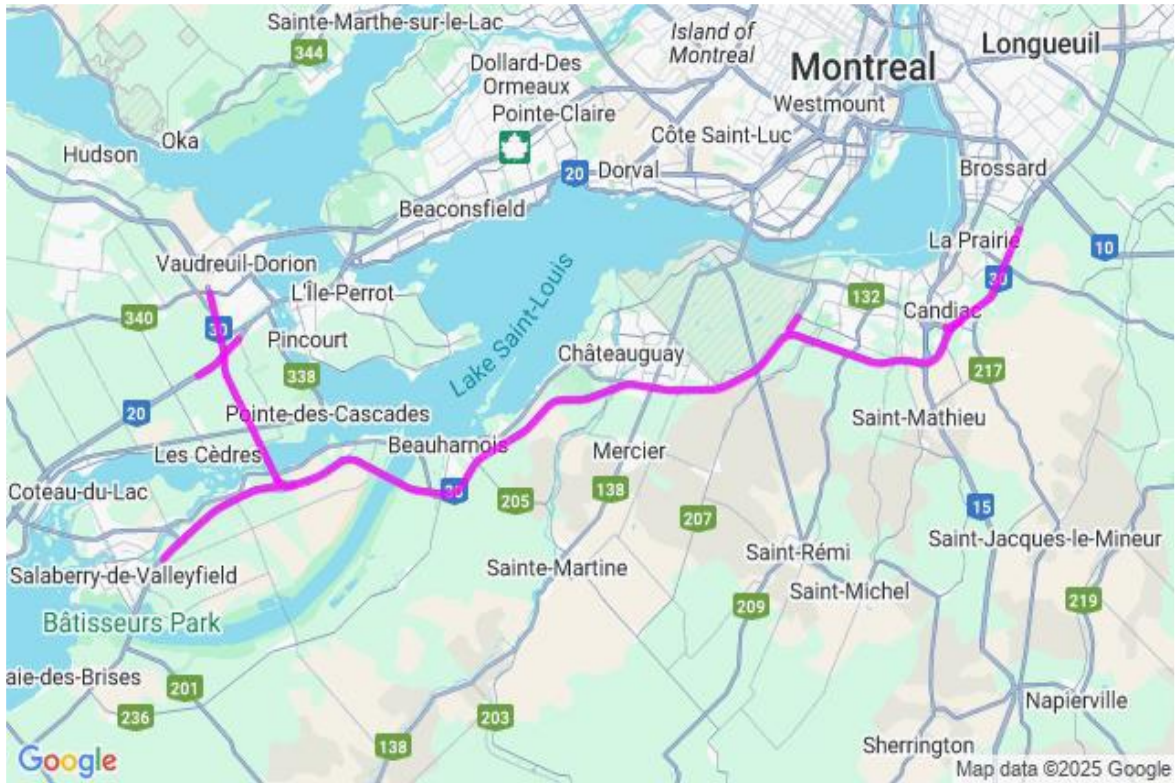 Sainte-Marthe-sur-le-Lac
344
Island of
Montreal
Longueuil
Dollard-Des
Ormeaux
Montreal
Pointe-Claire
Westmount
Oka
Côte Saint-Luc
Hudson
20
Dorval
Brossard
Beaconsfield
La Prairie
10
Vaudreuil-Dorion
30
L'Île-Perrot
132
Candiac
340
30
Pincourt
Lake Saint-Louis
Châteauguay
338
217
20
Pointe-des-Cascades
Saint-Mathieu
Les Cèdres
Beauharnois
Mercier
Coteau-du-Lac
30
205
138
15
207
Saint-Jacques-le-Mineur
Saint-Rémi
Salaberry-de-Valleyfield
Sainte-Martine
Saint-Michel
209
219
Bâtisseurs Park
aie-des-Brises
201
Napierville
236
203
138
Sherrington
Google
Map data ©2025 Google